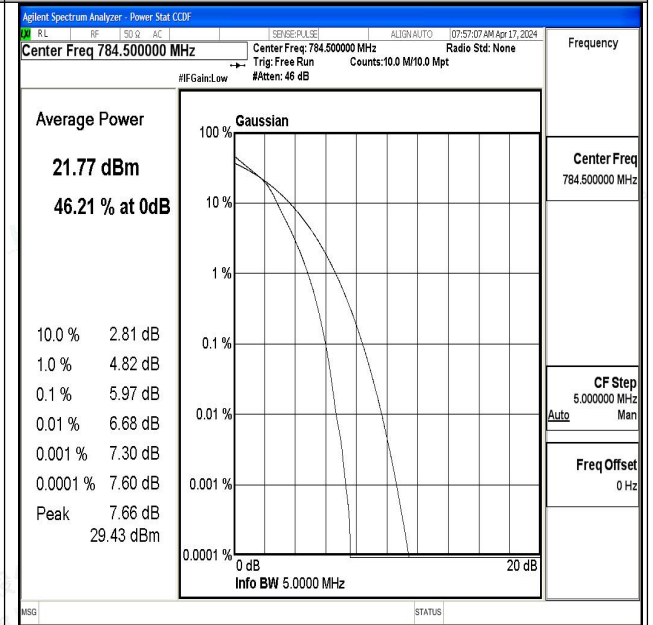 Agilent Spectrum Analyzer - Power Stat CCDF
RL RF 50 Ω AC SENSE:PULSE ALIGN AUTO 07:57:07 AM Apr 17, 2024
Center Freq 784.500000 MHz
Center Freq: 784.500000 MHz Radio Std: None
Trig: Free Run Counts:10.0 M/10.0 Mpt
#IFGain:Low #Atten: 46 dB
Frequency
Average Power
21.77 dBm
46.21 % at 0dB
10.0 % 2.81 dB
1.0 % 4.82 dB
0.1 % 5.97 dB
0.01 % 6.68 dB
0.001 % 7.30 dB
0.0001 % 7.60 dB
Peak 7.66 dB
29.43 dBm
Gaussian
100 %
10 %
1 %
0.1 %
0.01 %
0.001 %
0.0001 %
0 dB 20 dB
Info BW 5.0000 MHz
Center Freq
784.500000 MHz
CF Step
5.000000 MHz
Auto Man
Freq Offset
0 Hz
MSG STATUS